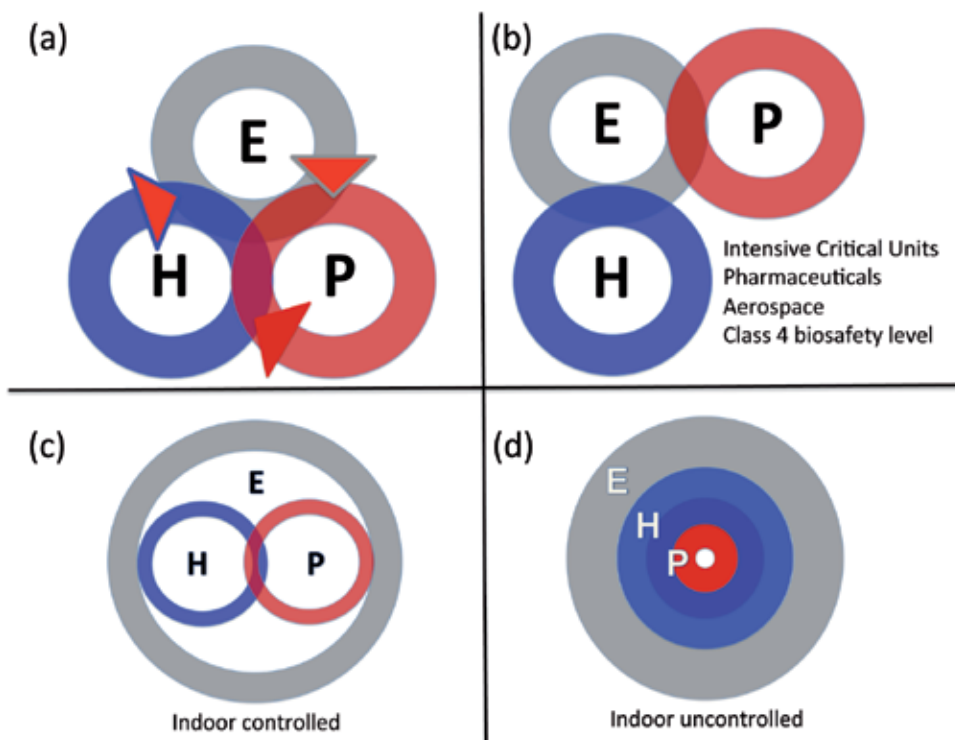 (a)
E
H
P
(b)
E
P
H
Intensive Critical Units
Pharmaceuticals
Aerospace
Class 4 biosafety level
(c)
E
H
P
Indoor controlled
(d)
E
H
P
Indoor uncontrolled